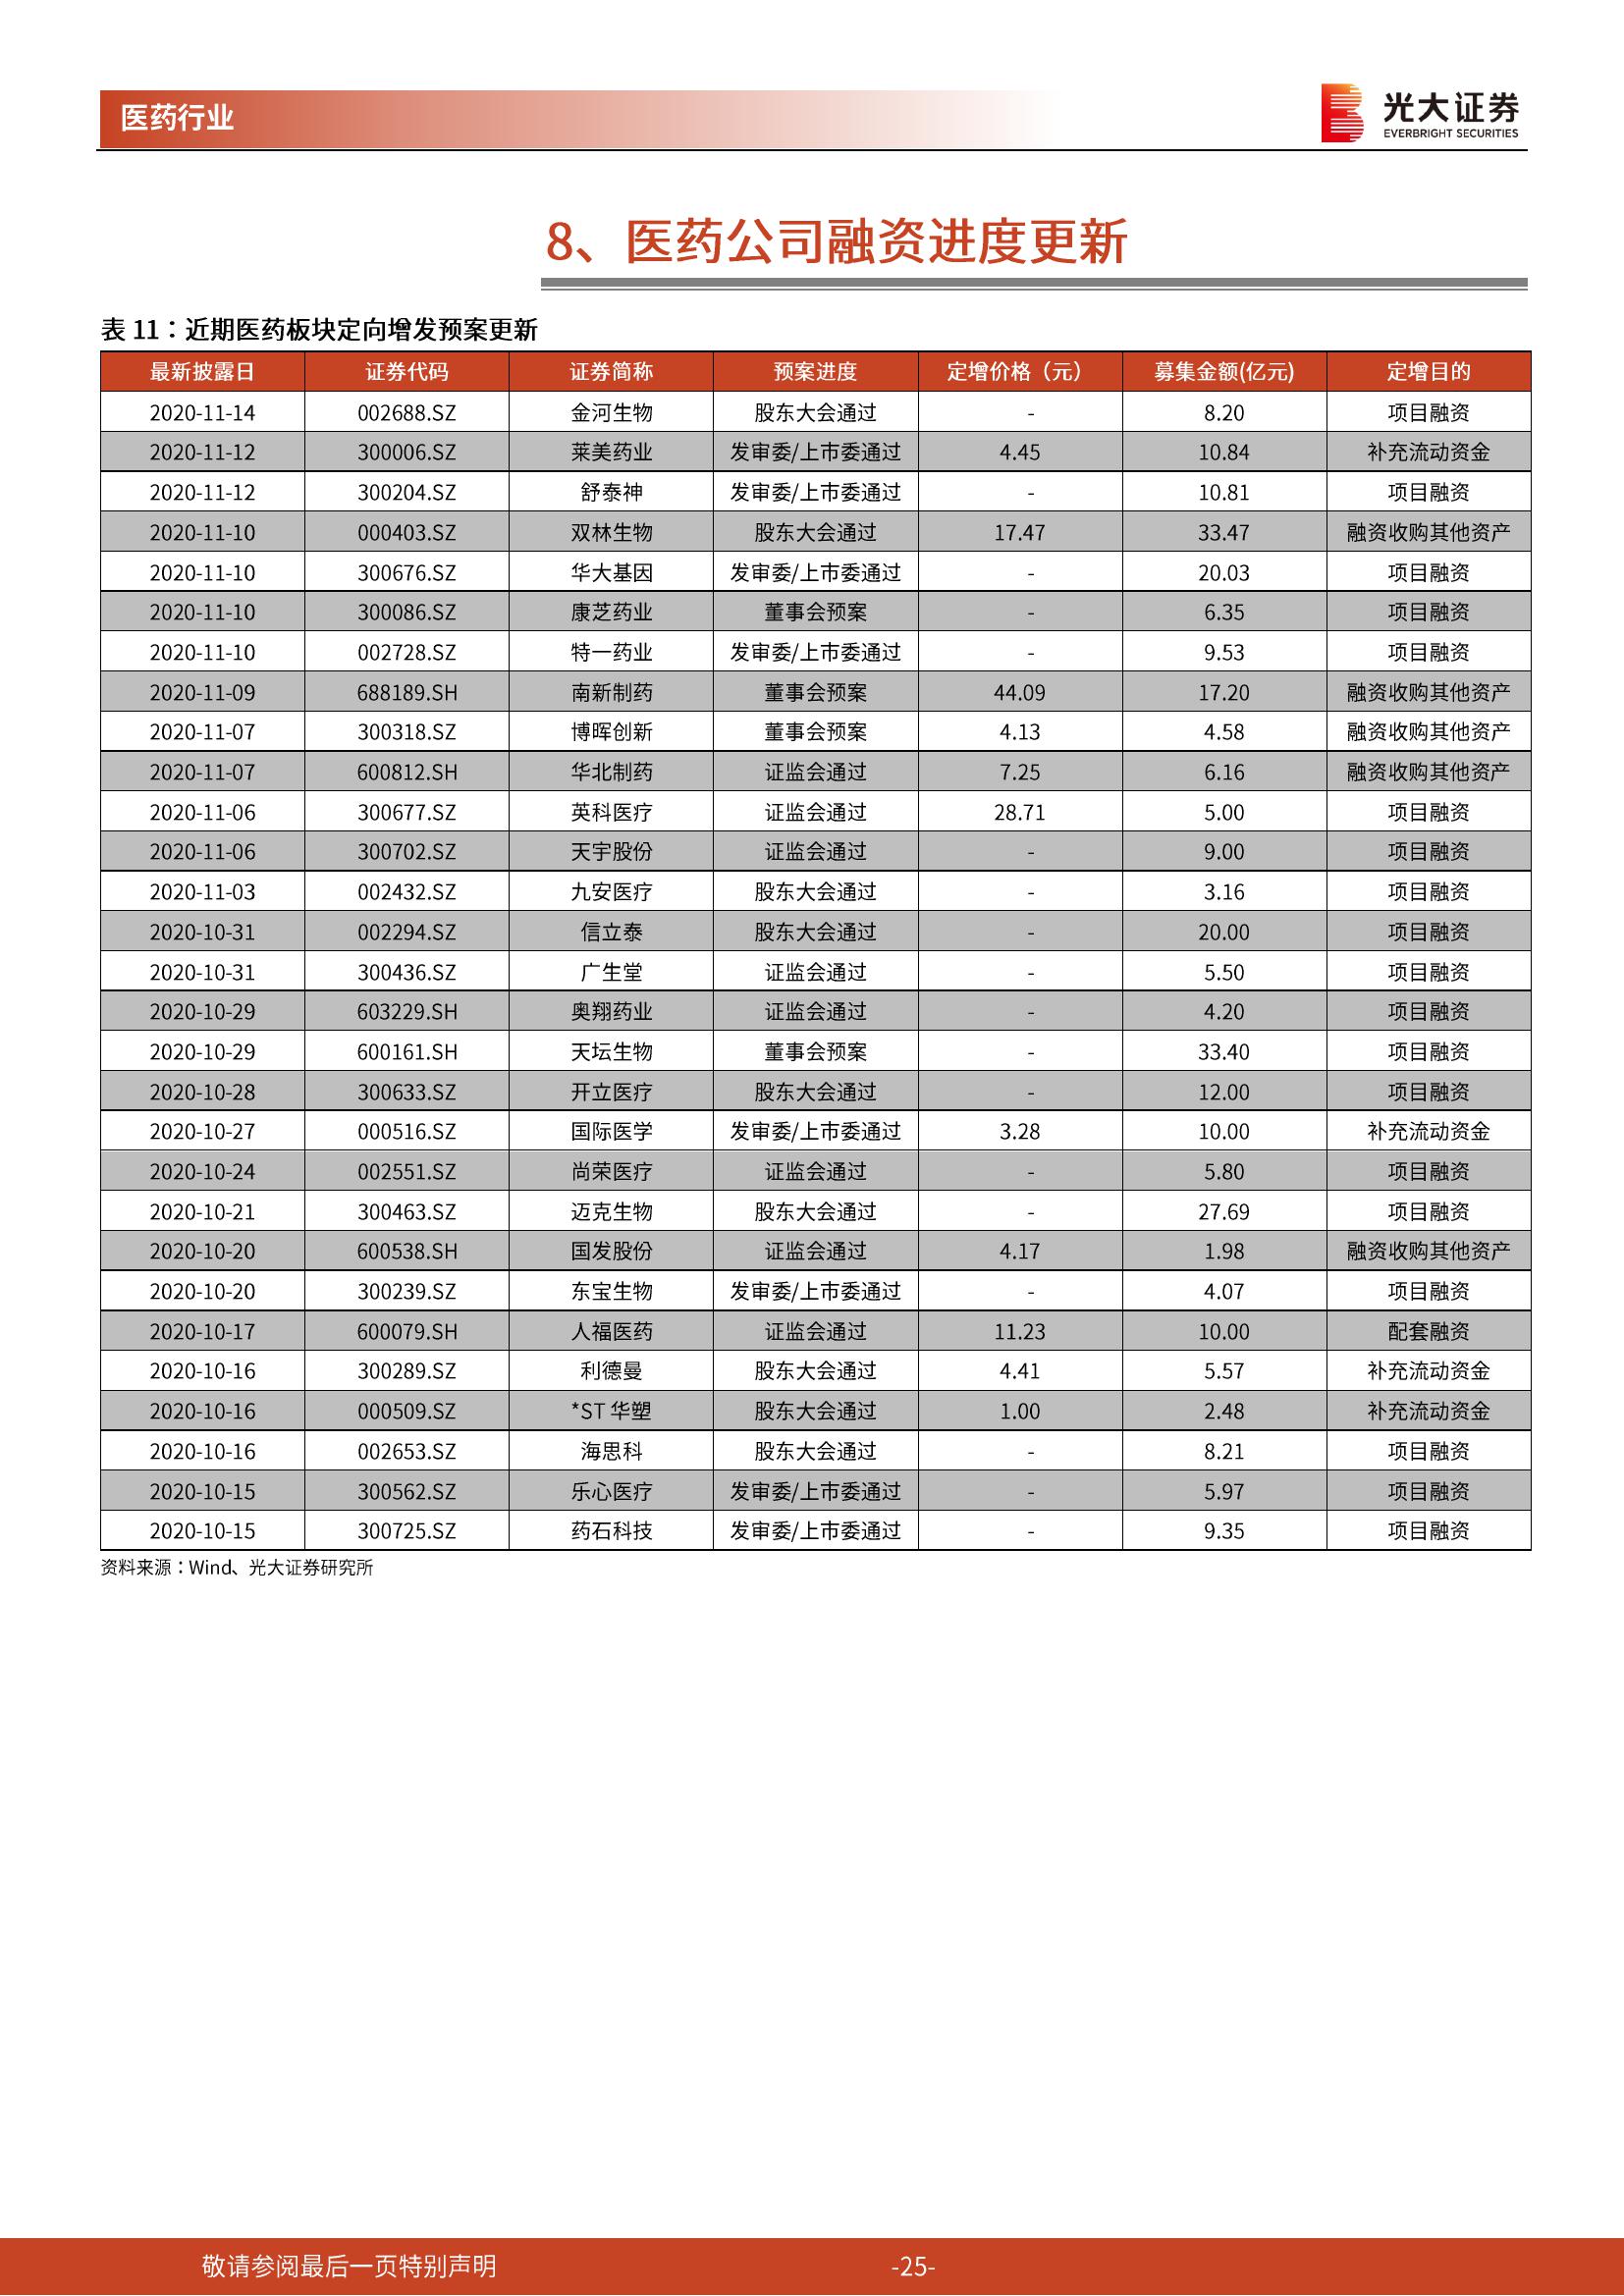 医药行业
光大证券
EVERBRIGHT SECURITIES
8、医药公司融资进度更新
表 11：近期医药板块定向增发预案更新
最新披露日 证券代码 证券简称 预案进度 定增价格（元） 募集金额(亿元) 定增目的
2020-11-14 002688.SZ 金河生物 股东大会通过 - 8.20 项目融资
2020-11-12 300006.SZ 莱美药业 发审委/上市委通过 4.45 10.84 补充流动资金
2020-11-12 300204.SZ 舒泰神 发审委/上市委通过 - 10.81 项目融资
2020-11-10 000403.SZ 双林生物 股东大会通过 17.47 33.47 融资收购其他资产
2020-11-10 300676.SZ 华大基因 发审委/上市委通过 - 20.03 项目融资
2020-11-10 300086.SZ 康芝药业 董事会预案 - 6.35 项目融资
2020-11-10 002728.SZ 特一药业 发审委/上市委通过 - 9.53 项目融资
2020-11-09 688189.SH 南新制药 董事会预案 44.09 17.20 融资收购其他资产
2020-11-07 300318.SZ 博晖创新 董事会预案 4.13 4.58 融资收购其他资产
2020-11-07 600812.SH 华北制药 证监会通过 7.25 6.16 融资收购其他资产
2020-11-06 300677.SZ 英科医疗 证监会通过 28.71 5.00 项目融资
2020-11-06 300702.SZ 天宇股份 证监会通过 - 9.00 项目融资
2020-11-03 002432.SZ 九安医疗 股东大会通过 - 3.16 项目融资
2020-10-31 002294.SZ 信立泰 股东大会通过 - 20.00 项目融资
2020-10-31 300436.SZ 广生堂 证监会通过 - 5.50 项目融资
2020-10-29 603229.SH 奥翔药业 证监会通过 - 4.20 项目融资
2020-10-29 600161.SH 天坛生物 董事会预案 - 33.40 项目融资
2020-10-28 300633.SZ 开立医疗 股东大会通过 - 12.00 项目融资
2020-10-27 000516.SZ 国际医学 发审委/上市委通过 3.28 10.00 补充流动资金
2020-10-24 002551.SZ 尚荣医疗 证监会通过 - 5.80 项目融资
2020-10-21 300463.SZ 迈克生物 股东大会通过 - 27.69 项目融资
2020-10-20 600538.SH 国发股份 证监会通过 4.17 1.98 融资收购其他资产
2020-10-20 300239.SZ 东宝生物 发审委/上市委通过 - 4.07 项目融资
2020-10-17 600079.SH 人福医药 证监会通过 11.23 10.00 配套融资
2020-10-16 300289.SZ 利德曼 股东大会通过 4.41 5.57 补充流动资金
2020-10-16 000509.SZ *ST 华塑 股东大会通过 1.00 2.48 补充流动资金
2020-10-16 002653.SZ 海思科 股东大会通过 - 8.21 项目融资
2020-10-15 300562.SZ 乐心医疗 发审委/上市委通过 - 5.97 项目融资
2020-10-15 300725.SZ 药石科技 发审委/上市委通过 - 9.35 项目融资
资料来源：Wind、光大证券研究所
敬请参阅最后一页特别声明 -25-